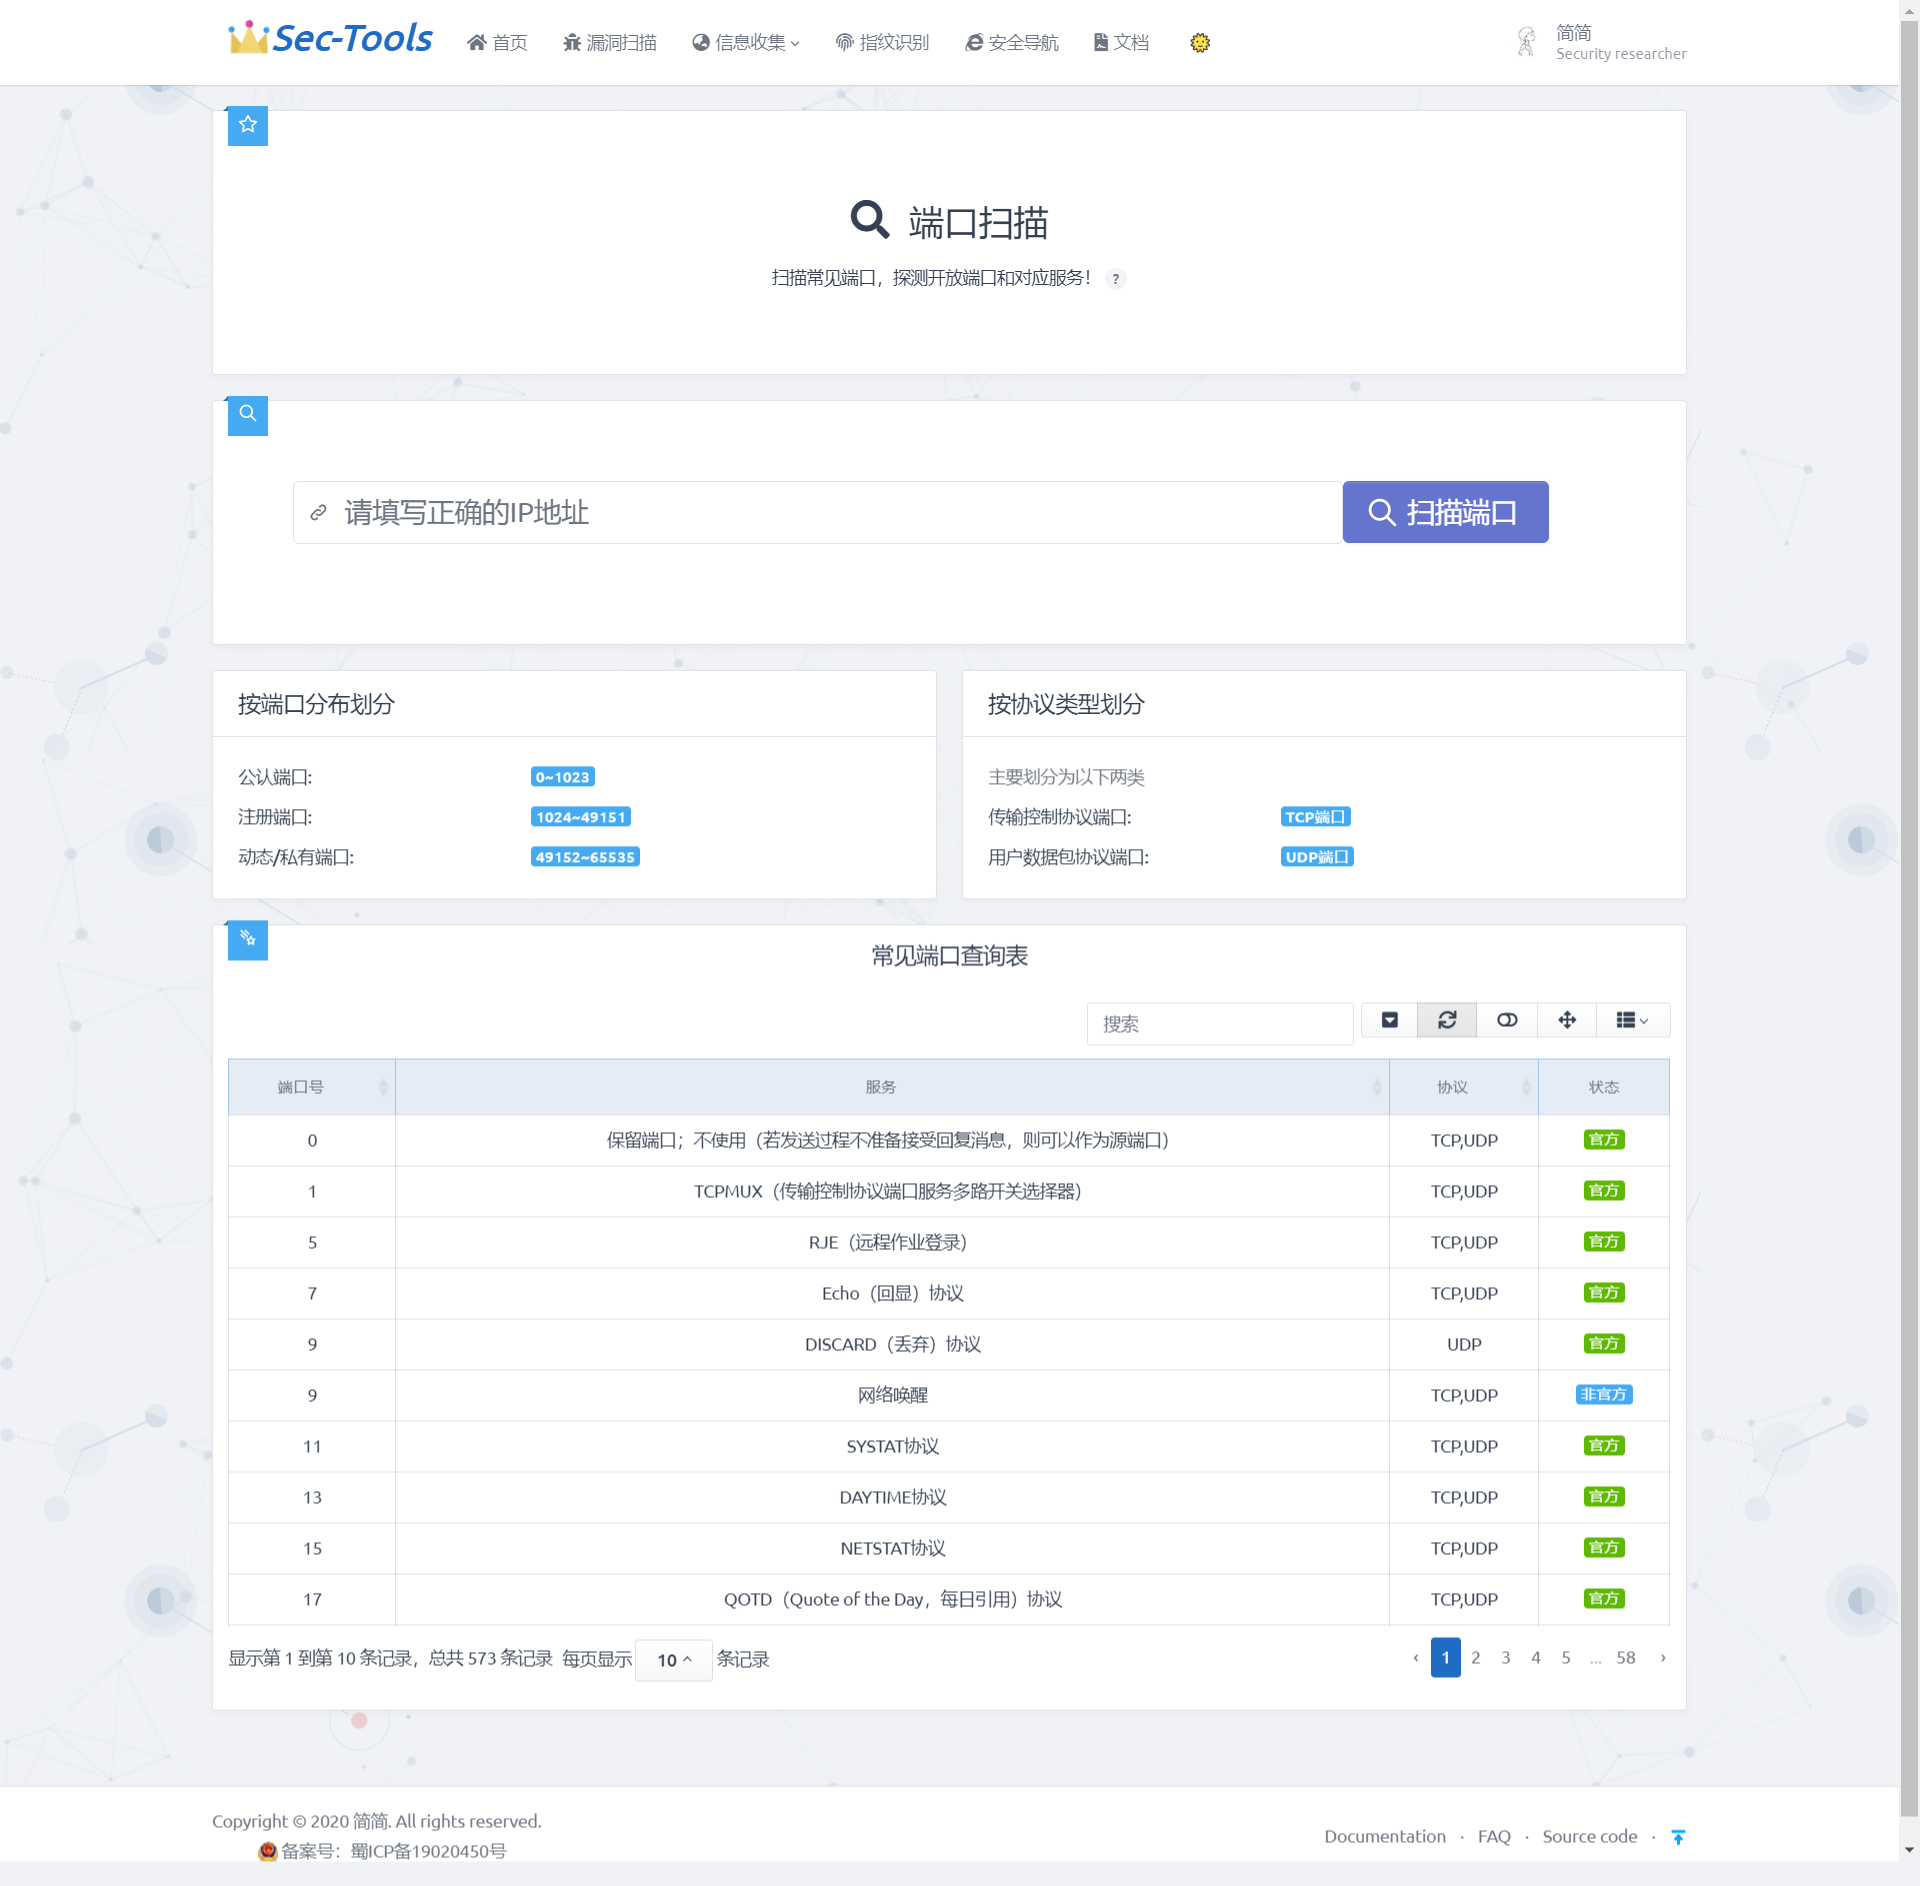 Sec-Tools 首页 漏洞扫描 信息收集 指纹识别 安全导航 文档 简简
Security researcher
端口扫描
扫描常见端口，探测开放端口和对应服务！ ?
请填写正确的IP地址 扫描端口
按端口分布划分
公认端口: 0~1023
注册端口: 1024~49151
动态/私有端口: 49152~65535
按协议类型划分
主要划分为以下两类
传输控制协议端口: TCP端口
用户数据包协议端口: UDP端口
常见端口查询表
搜索
端口号 服务 协议 状态
0 保留端口；不使用（若发送过程不准备接受回复消息，则可以作为源端口） TCP,UDP 官方
1 TCPMUX（传输控制协议端口服务多路开关选择器） TCP,UDP 官方
5 RJE（远程作业登录） TCP,UDP 官方
7 Echo（回显）协议 TCP,UDP 官方
9 DISCARD（丢弃）协议 UDP 官方
9 网络唤醒 TCP,UDP 非官方
11 SYSTAT协议 TCP,UDP 官方
13 DAYTIME协议 TCP,UDP 官方
15 NETSTAT协议 TCP,UDP 官方
17 QOTD（Quote of the Day，每日引用）协议 TCP,UDP 官方
显示第 1 到第 10 条记录，总共 573 条记录 每页显示 10 条记录 ‹ 1 2 3 4 5 ... 58 ›
Copyright © 2020 简简. All rights reserved.
备案号：蜀ICP备19020450号
Documentation · FAQ · Source code ·